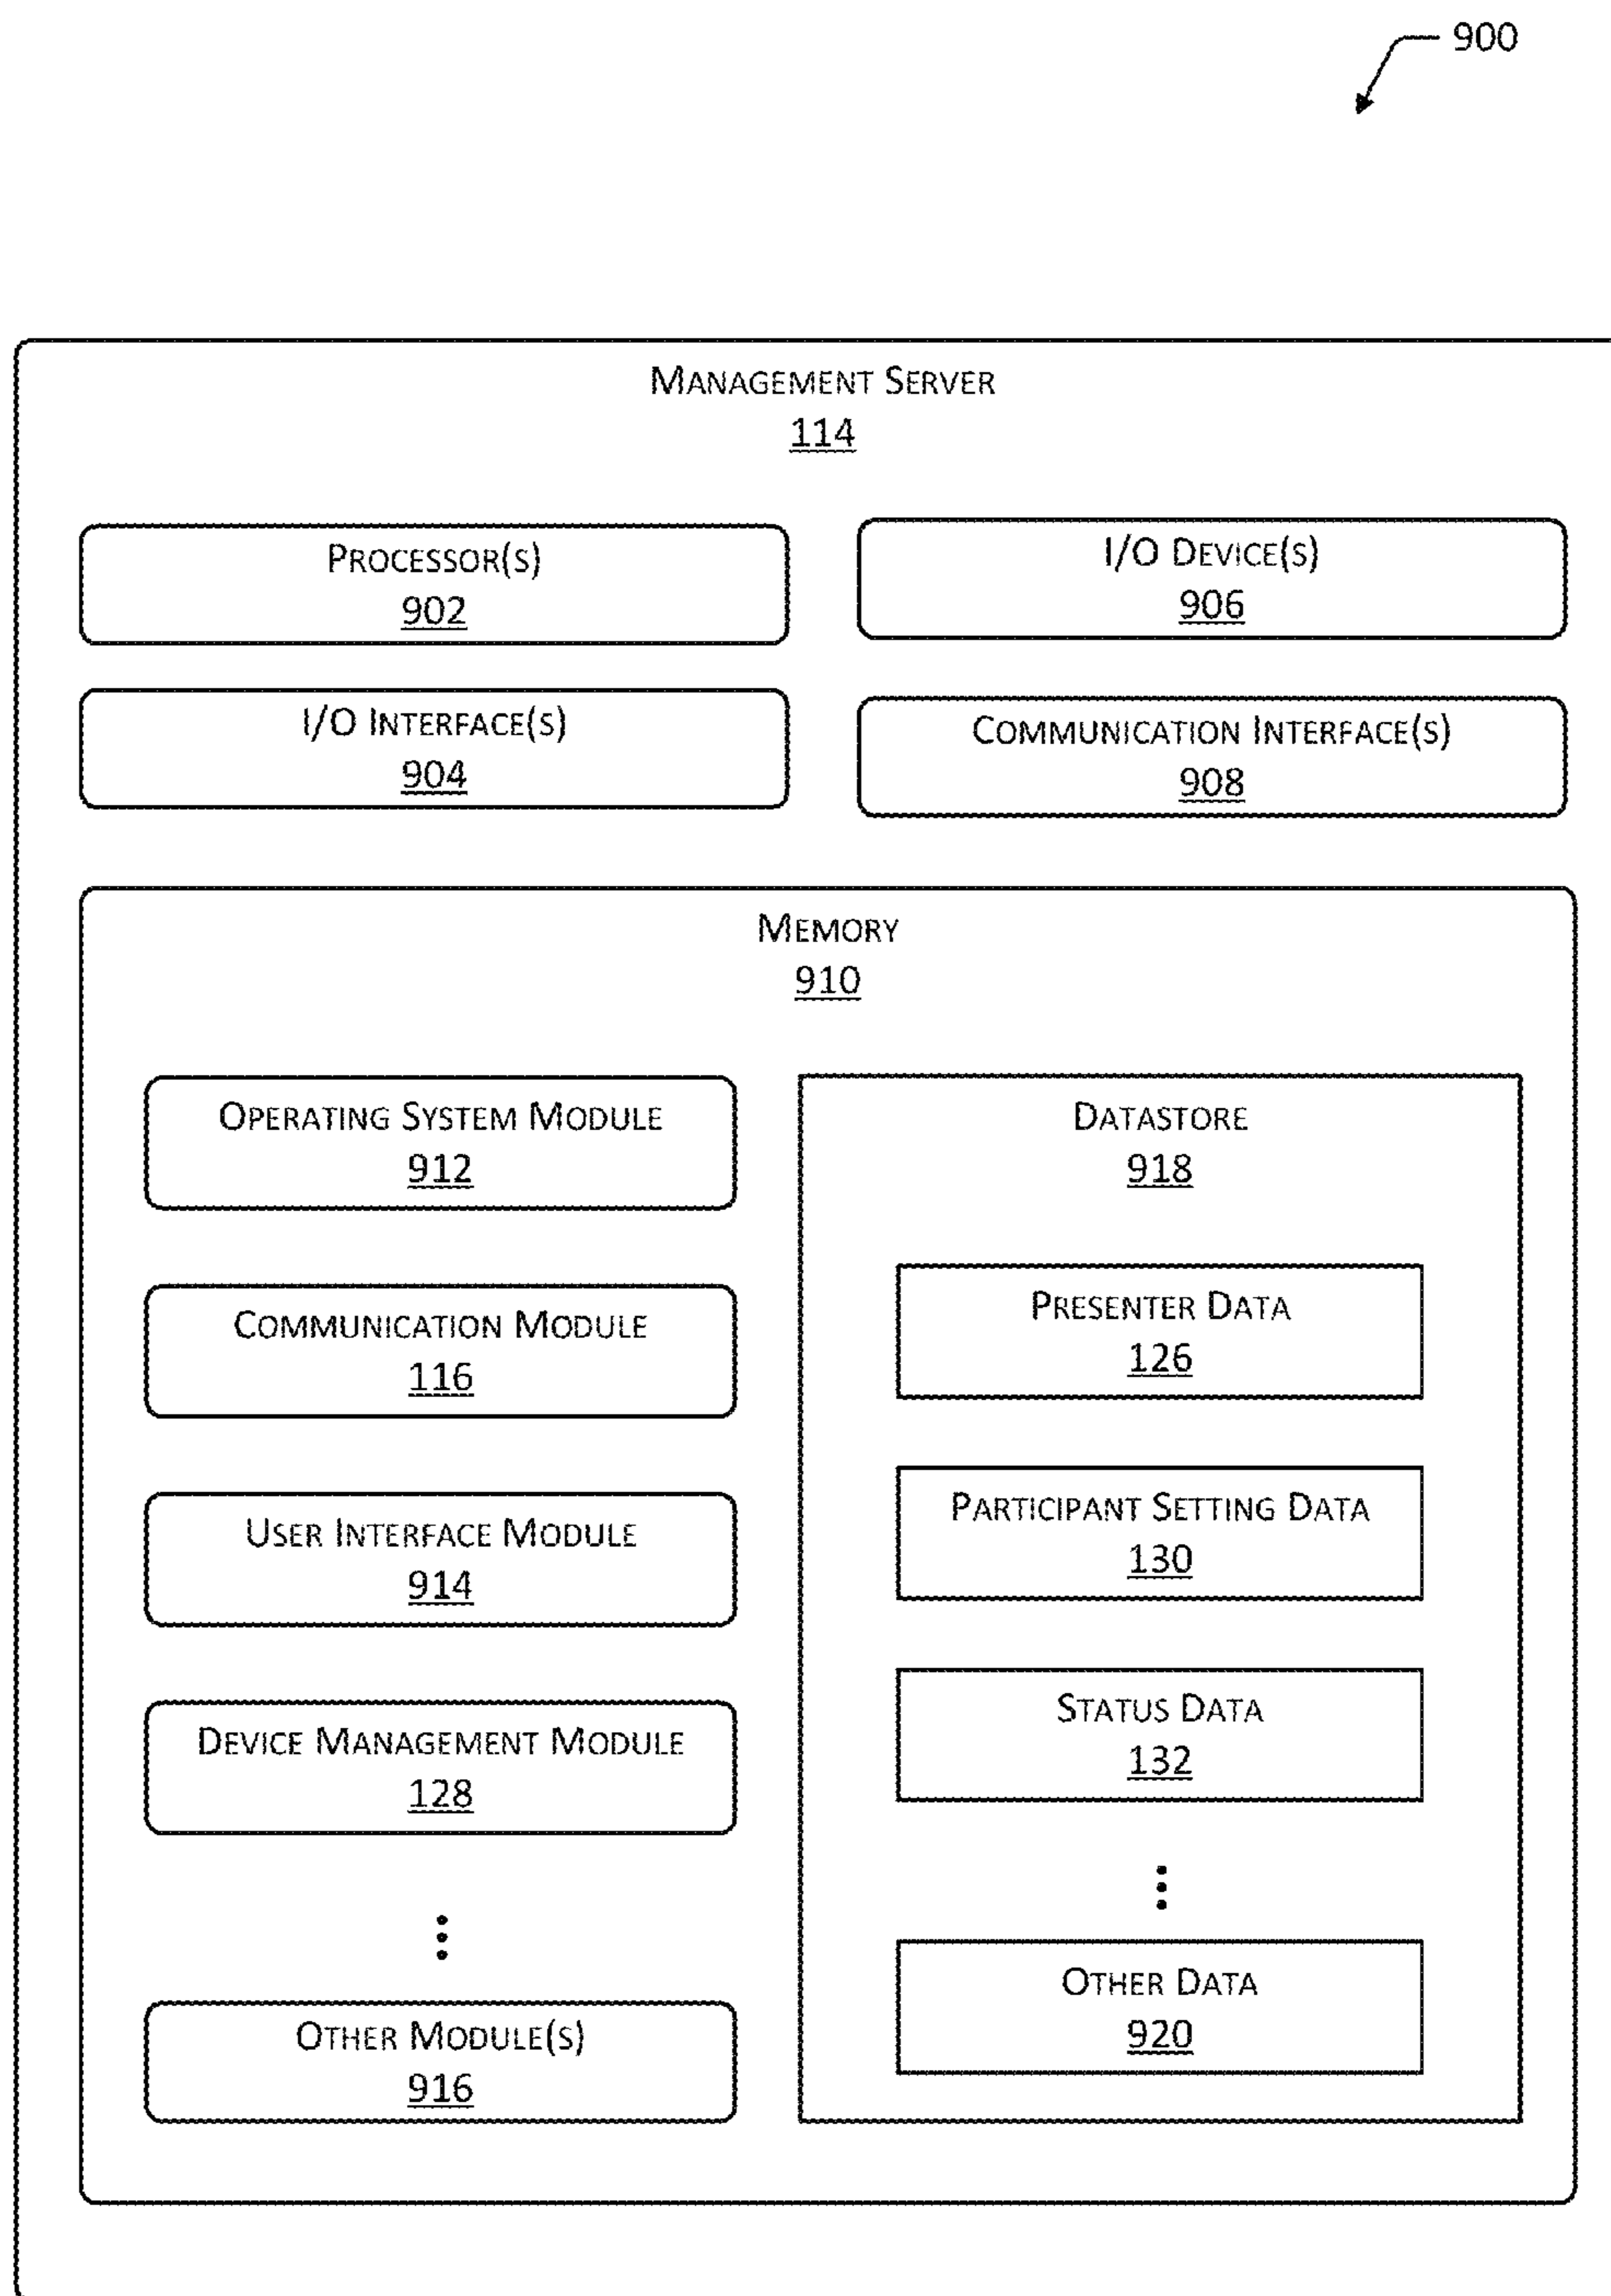 900
MANAGEMENT SERVER
114
PROCESSOR(S)
902
I/O DEVICE(S)
906
I/O INTERFACE(S)
904
COMMUNICATION INTERFACE(S)
908
MEMORY
910
OPERATING SYSTEM MODULE
912
COMMUNICATION MODULE
116
USER INTERFACE MODULE
914
DEVICE MANAGEMENT MODULE
128
OTHER MODULE(S)
916
DATASTORE
918
PRESENTER DATA
126
PARTICIPANT SETTING DATA
130
STATUS DATA
132
OTHER DATA
920